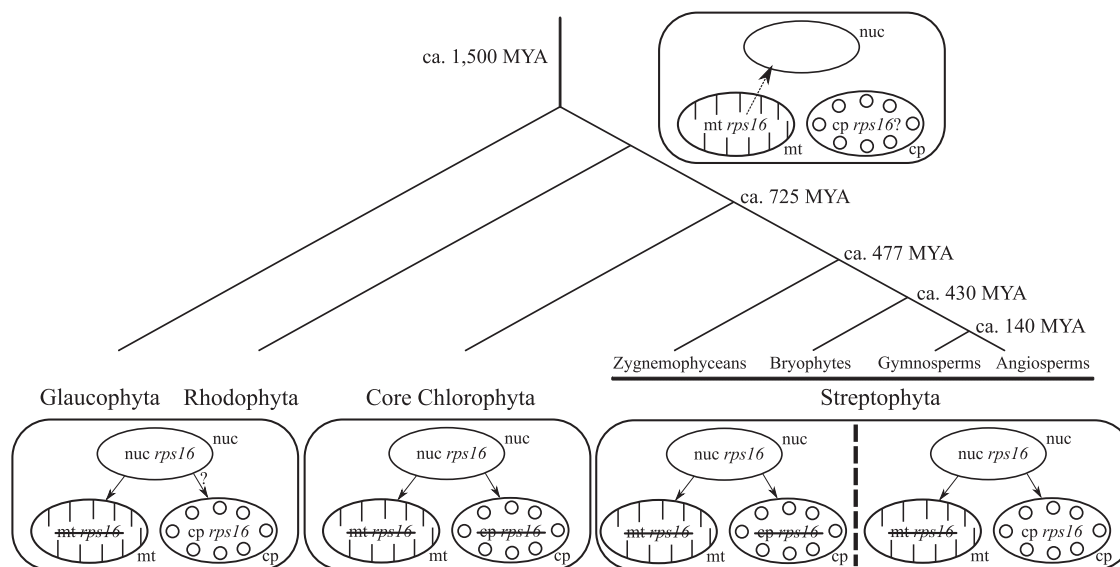 nuc
ca. 1,500 MYA
mt rps16
cp rps16?
mt
cp
ca. 725 MYA
ca. 477 MYA
ca. 430 MYA
ca. 140 MYA
Zygnemophyceans Bryophytes Gymnosperms Angiosperms
Glaucophyta Rhodophyta Core Chlorophyta Streptophyta
nuc rps16 nuc
?
mt rps16 cp rps16
mt cp
nuc rps16 nuc
mt rps16 cp rps16
mt cp
nuc rps16 nuc
mt rps16 cp rps16
mt cp
nuc rps16 nuc
mt rps16 cp rps16
mt cp